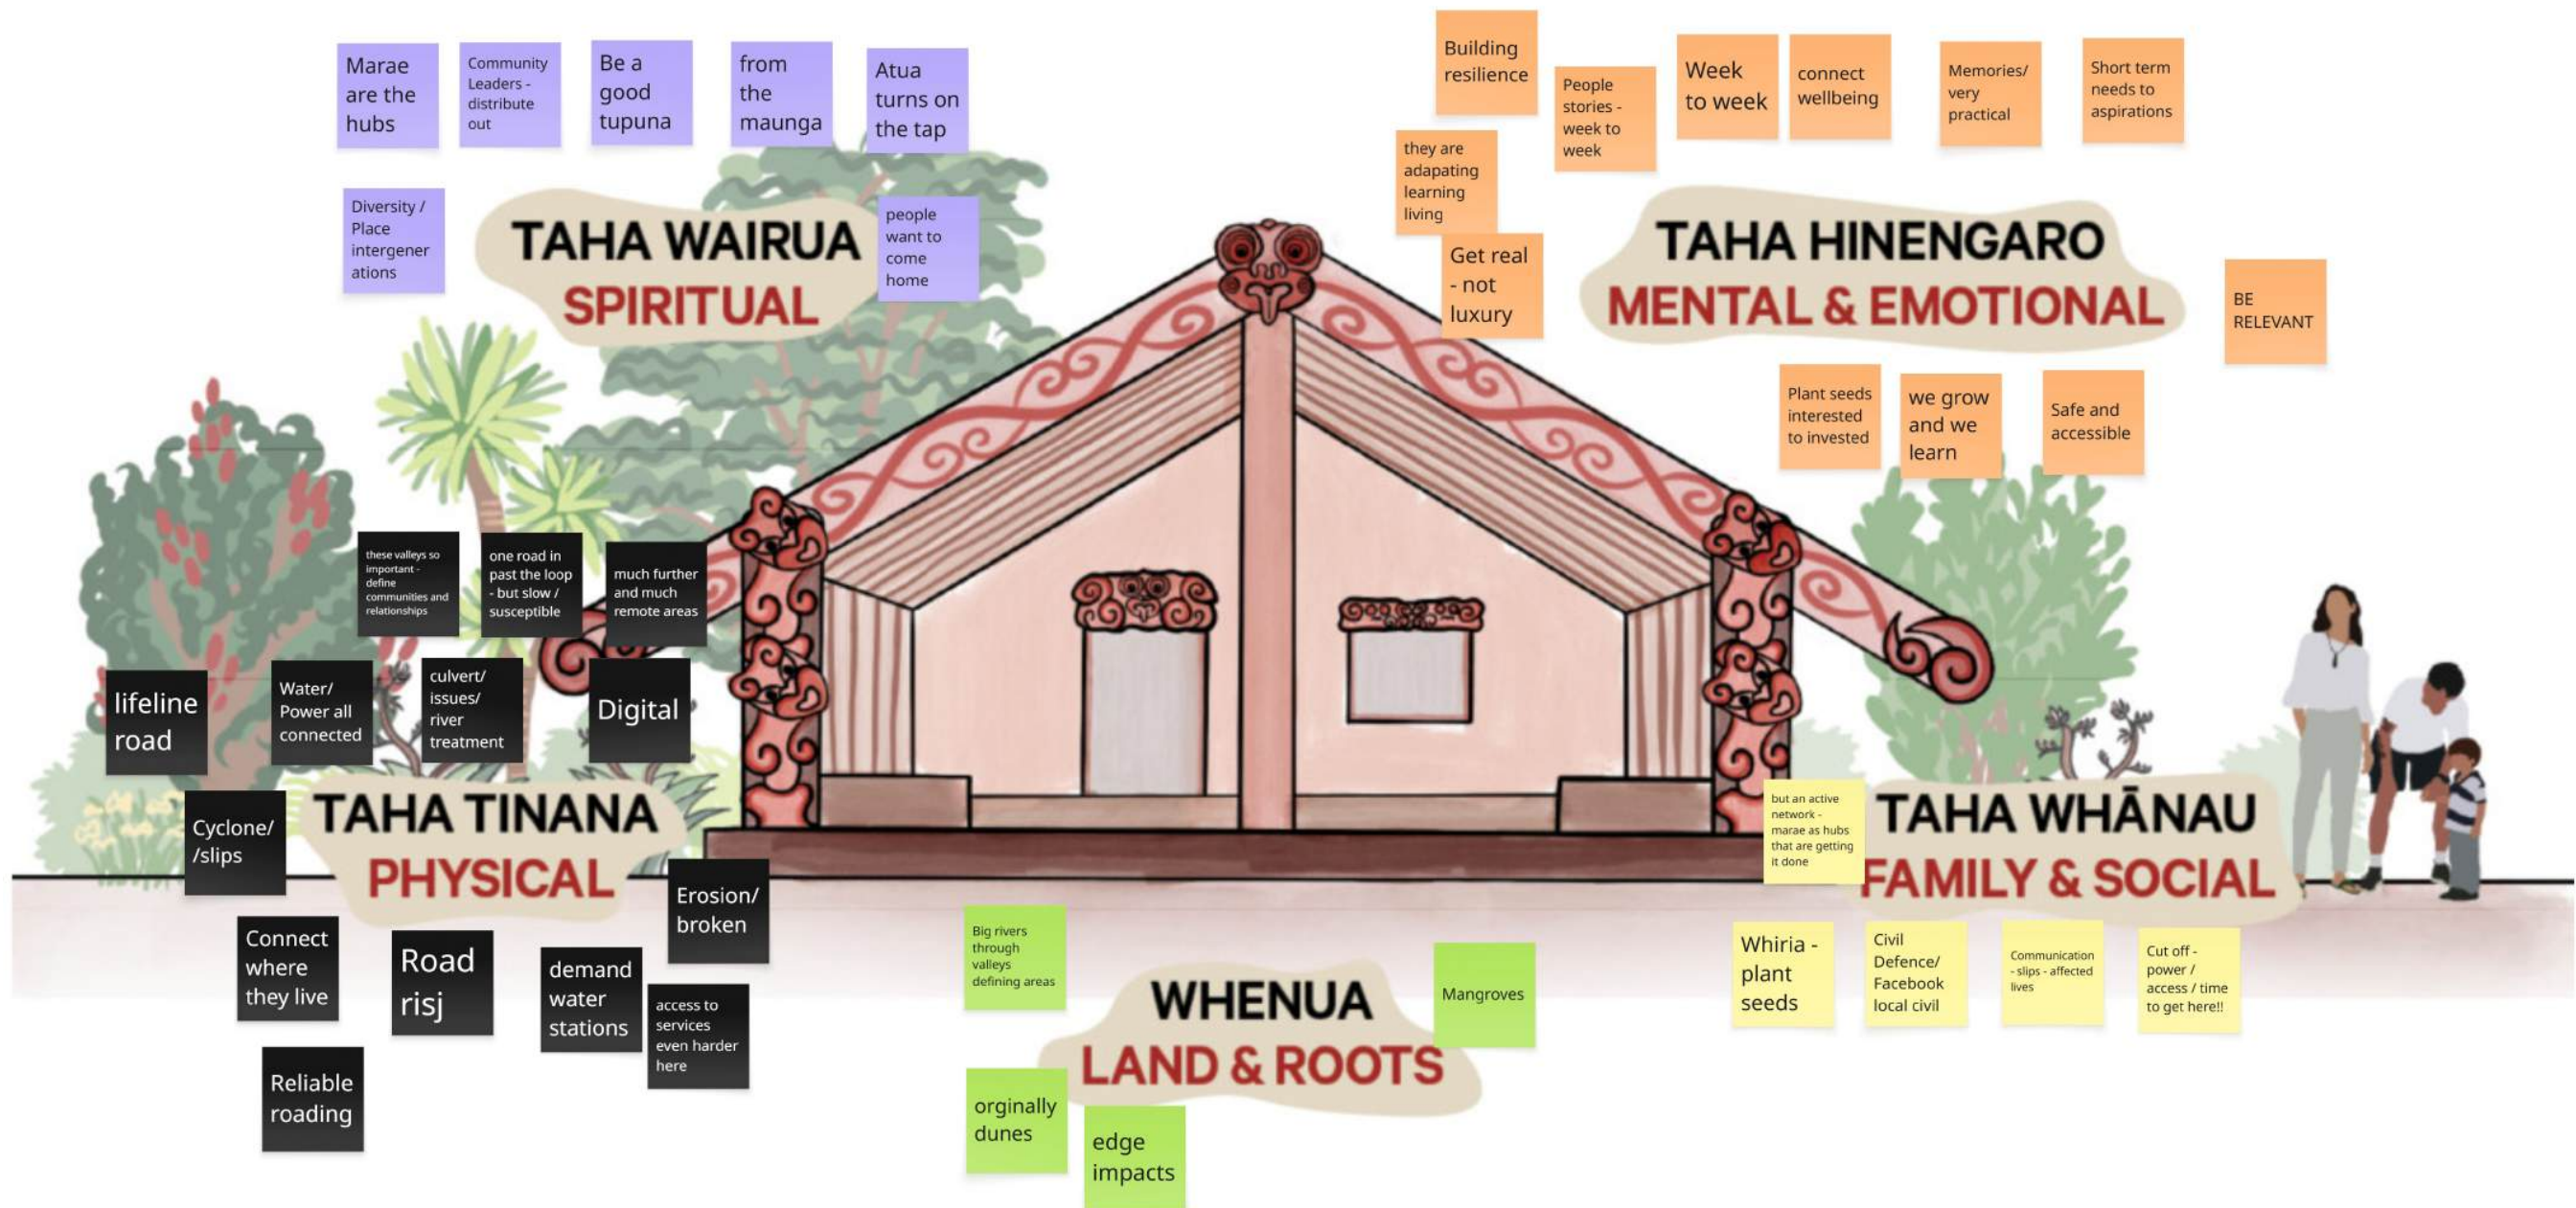 Marae
are the
hubs
Community
Leaders -
distribute
out
Be a
good
tupuna
from
the
maunga
Atua
turns on
the tap
Diversity /
Place
intergener
ations
TAHA WAIRUA
SPIRITUAL
people
want to
come
home
Building
resilience
People
stories -
week to
week
Week
to week
connect
wellbeing
Memories/
very
practical
Short term
needs to
aspirations
they are
adapating
learning
living
Get real
- not
luxury
TAHA HINENGARO
MENTAL & EMOTIONAL
BE
RELEVANT
Plant seeds
interested
to invested
we grow
and we
learn
Safe and
accessible
these valleys so
important -
define
communities and
relationships
one road in
past the loop
- but slow /
susceptible
much further
and much
remote areas
lifeline
road
Water/
Power all
connected
culvert/
issues/
river
treatment
Digital
Cyclone/
/slips
TAHA TINANA
PHYSICAL
Erosion/
broken
Connect
where
they live
Road
risj
demand
water
stations
access to
services
even harder
here
Reliable
roading
Big rivers
through
valleys
defining areas
WHENUA
LAND & ROOTS
Mangroves
orginally
dunes
edge
impacts
but an active
network -
marae as hubs
that are getting
it done
TAHA WHĀNAU
FAMILY & SOCIAL
Whiria -
plant
seeds
Civil
Defence/
Facebook
local civil
Communication
- slips - affected
lives
Cut off -
power /
access / time
to get here!!